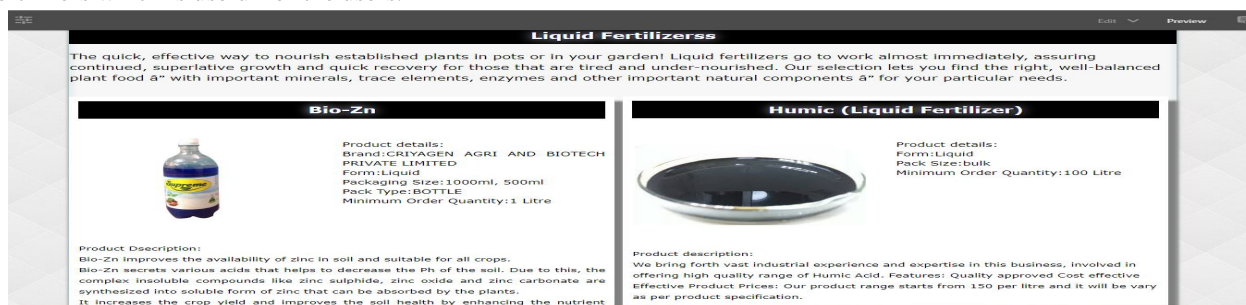 Edit
Preview
Liquid Fertilizerss
The quick, effective way to nourish established plants in pots or in your garden! Liquid fertilizers go to work almost immediately, assuring
continued, superlative growth and quick recovery for those that are tired and under-nourished. Our selection lets you find the right, well-balanced
plant food â“ with important minerals, trace elements, enzymes and other important natural components â“ for your particular needs.
Bio-Zn
Supreme
Product details:
Brand:CRIYAGEN AGRI AND BIOTECH
PRIVATE LIMITED
Form:Liquid
Packaging Size:1000ml, 500ml
Pack Type:BOTTLE
Minimum Order Quantity:1 Litre
Product Dsecription:
Bio-Zn improves the availability of zinc in soil and suitable for all crops.
Bio-Zn secrets various acids that helps to decrease the Ph of the soil. Due to this, the
complex insoluble compounds like zinc sulphide, zinc oxide and zinc carbonate are
synthesized into soluble form of zinc that can be absorbed by the plants.
It increases the crop yield and improves the soil health by enhancing the nutrient
Humic (Liquid Fertilizer)
Product details:
Form:Liquid
Pack Size:bulk
Minimum Order Quantity:100 Litre
Product description:
We bring forth vast industrial experience and expertise in this business, involved in
offering high quality range of Humic Acid. Features: Quality approved Cost effective
Effective Product Prices: Our product range starts from 150 per litre and it will be vary
as per product specification.